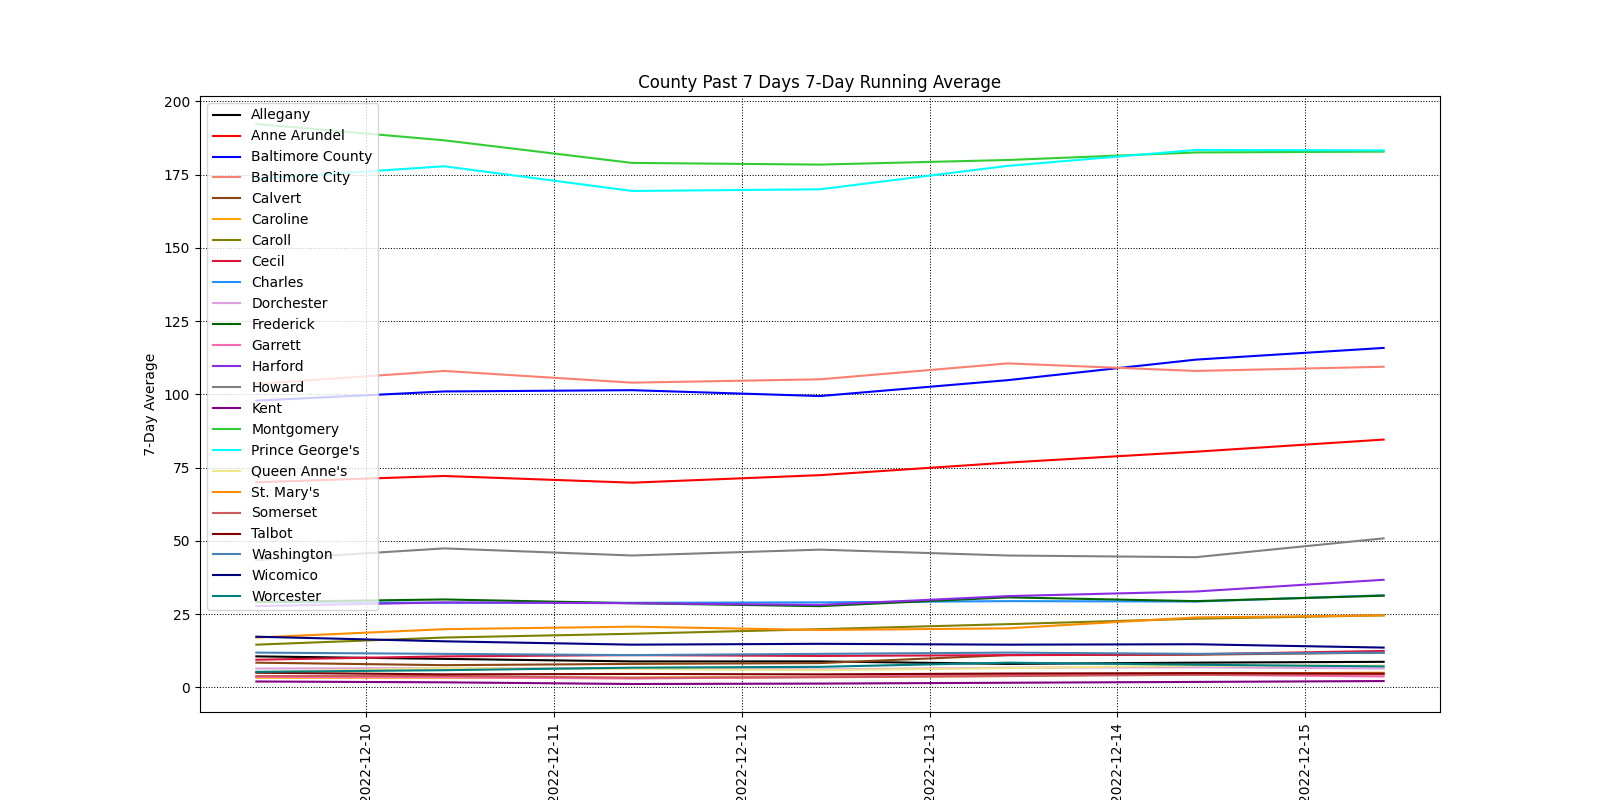 County Past 7 Days 7-Day Running Average
200
175
150
125
100
75
50
25
0
7-Day Average
Allegany
Anne Arundel
Baltimore County
Baltimore City
Calvert
Caroline
Caroll
Cecil
Charles
Dorchester
Frederick
Garrett
Harford
Howard
Kent
Montgomery
Prince George's
Queen Anne's
St. Mary's
Somerset
Talbot
Washington
Wicomico
Worcester
2022-12-10
2022-12-11
2022-12-12
2022-12-13
2022-12-14
2022-12-15